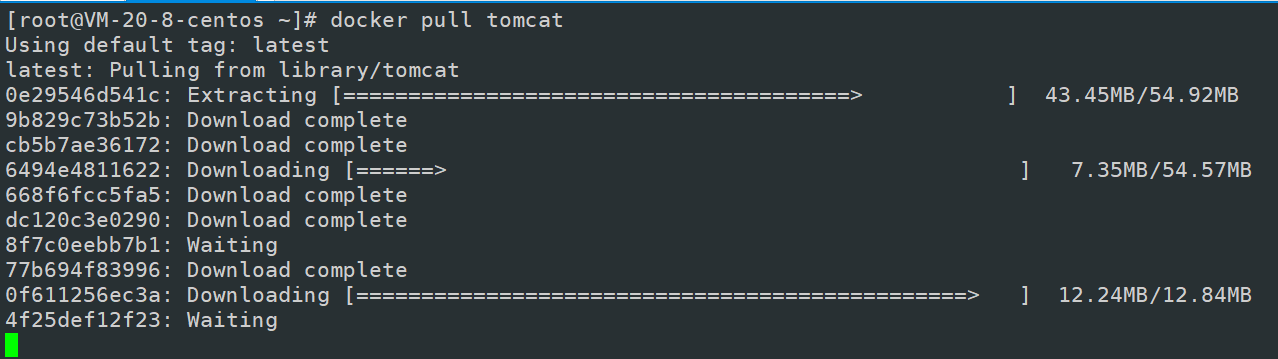 [root@VM-20-8-centos ~]# docker pull tomcat
Using default tag: latest
latest: Pulling from library/tomcat
0e29546d541c: Extracting [=======================================>           ]  43.45MB/54.92MB
9b829c73b52b: Download complete
cb5b7ae36172: Download complete
6494e4811622: Downloading [======>                                            ]   7.35MB/54.57MB
668f6fcc5fa5: Download complete
dc120c3e0290: Download complete
8f7c0eebb7b1: Waiting
77b694f83996: Download complete
0f611256ec3a: Downloading [===============================================>   ]  12.24MB/12.84MB
4f25def12f23: Waiting